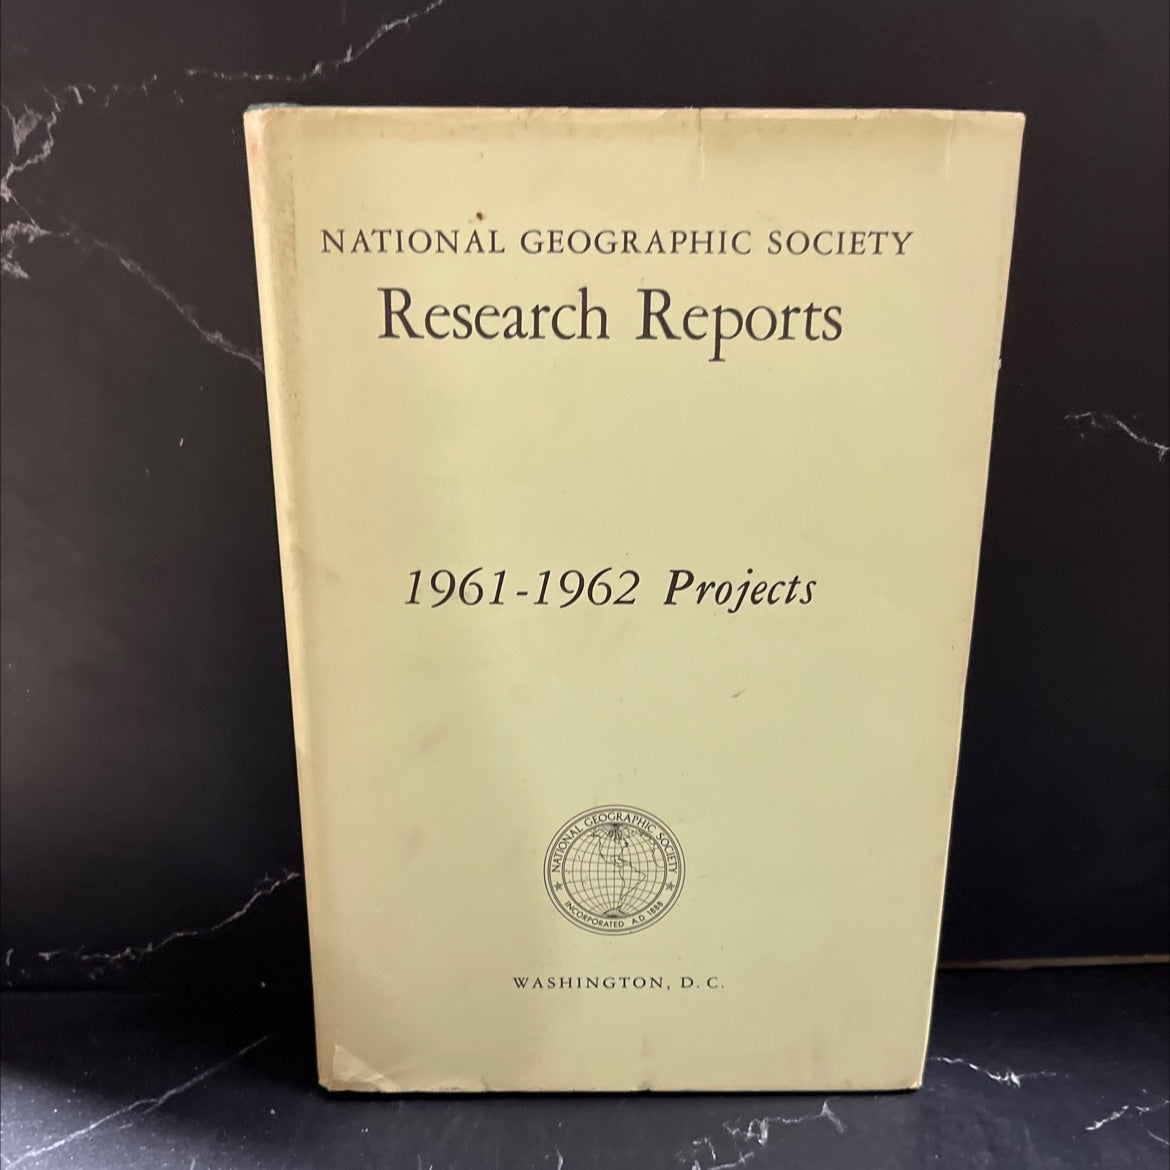 NATIONAL GEOGRAPHIC SOCIETY
Research Reports
1961-1962 Projects
NATIONAL GEOGRAPHIC SOCIETY
INCORPORATED A.D. 1888
WASHINGTON, D. C.